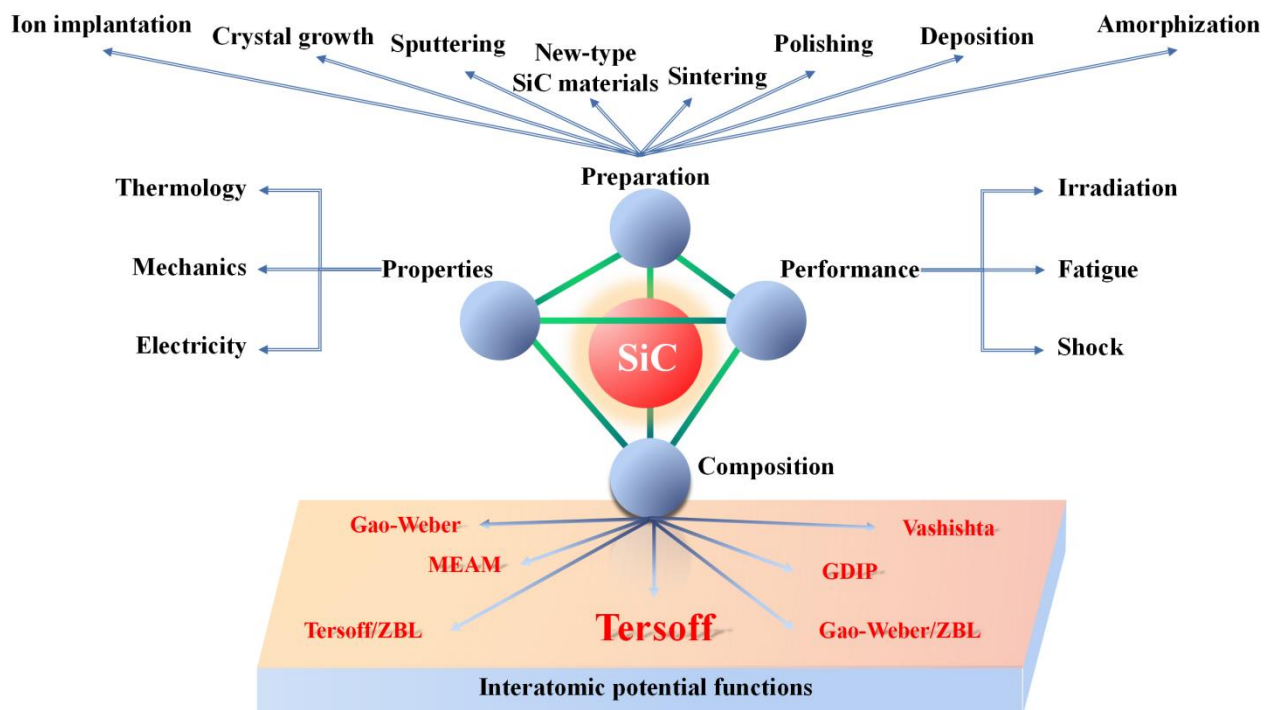 Ion implantation
Crystal growth
Sputtering
New-type
SiC materials
Sintering
Polishing
Deposition
Amorphization
Preparation
Thermology
Mechanics
Electricity
Properties
Performance
Irradiation
Fatigue
Shock
SiC
Composition
Gao-Weber
Vashishta
MEAM
GDIP
Tersoff/ZBL
Tersoff
Gao-Weber/ZBL
Interatomic potential functions